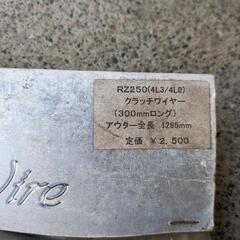 RZ250(4L3/4L0)
クラッチワイヤー
(300mmロング)
アウター全長 1285mm
定価 ¥2,500